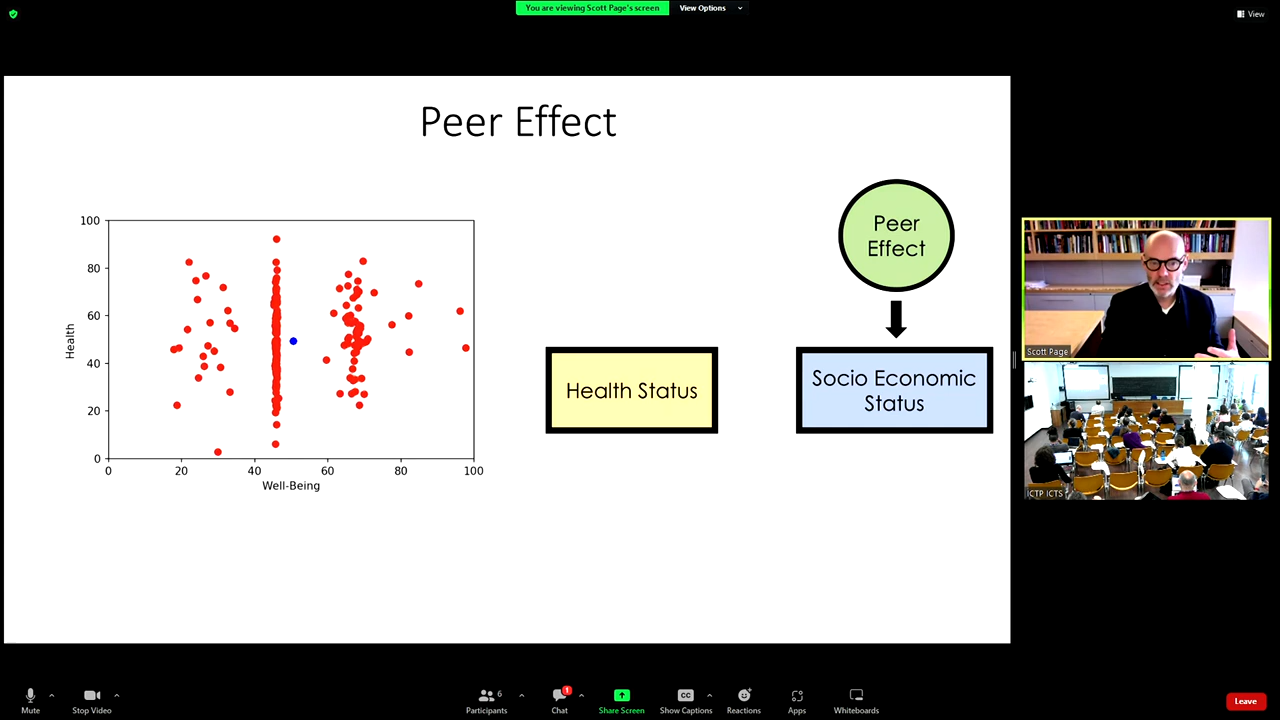 You are viewing Scott Page's screen
View Options
View
Peer Effect
100
80
60
40
20
0
Health
0
20
40
60
80
100
Well-Being
Peer
Effect
Health Status
Socio Economic
Status
Scott Page
ICTP ICTS
Mute
Stop Video
Participants
6
Chat
1
Share Screen
CC
Show Captions
Reactions
Apps
Whiteboards
Leave